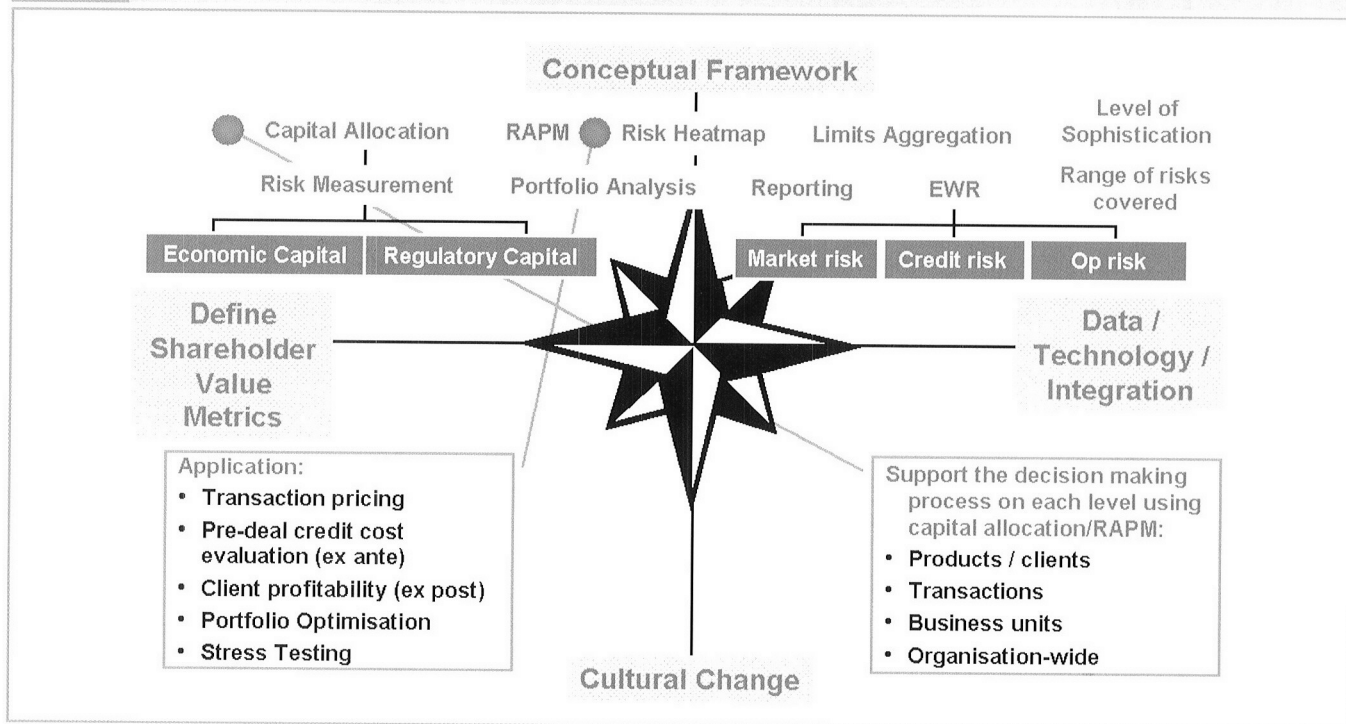 Conceptual Framework
Capital Allocation
RAPM
Risk Heatmap
Limits Aggregation
Level of
Sophistication
Risk Measurement
Portfolio Analysis
Reporting
EWR
Range of risks
covered
Economic Capital
Regulatory Capital
Market risk
Credit risk
Op risk
Define
Shareholder
Value
Metrics
Data /
Technology /
Integration
Application:
• Transaction pricing
• Pre-deal credit cost
evaluation (ex ante)
• Client profitability (ex post)
• Portfolio Optimisation
• Stress Testing
Support the decision making
process on each level using
capital allocation/RAPM:
• Products / clients
• Transactions
• Business units
• Organisation-wide
Cultural Change